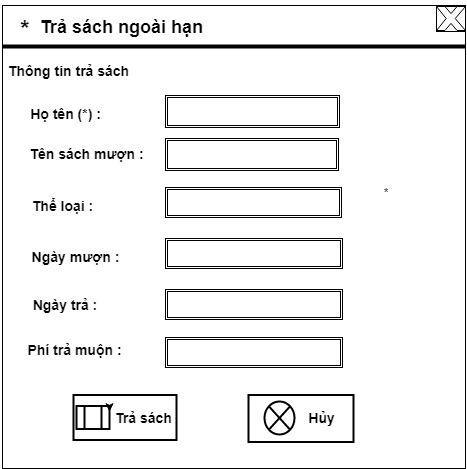 * Trả sách ngoài hạn
Thông tin trả sách
Họ tên (*) :
Tên sách mượn :
Thể loại :
*
Ngày mượn :
Ngày trả :
Phí trả muộn :
Trả sách
Hủy